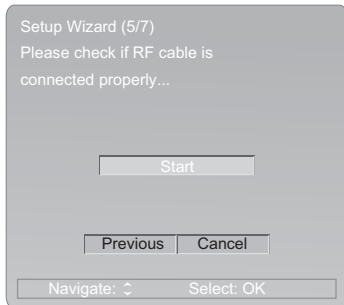 Setup Wizard (5/7)
Please check if RF cable is
connected properly...
Start
Previous Cancel
Navigate: Select: OK